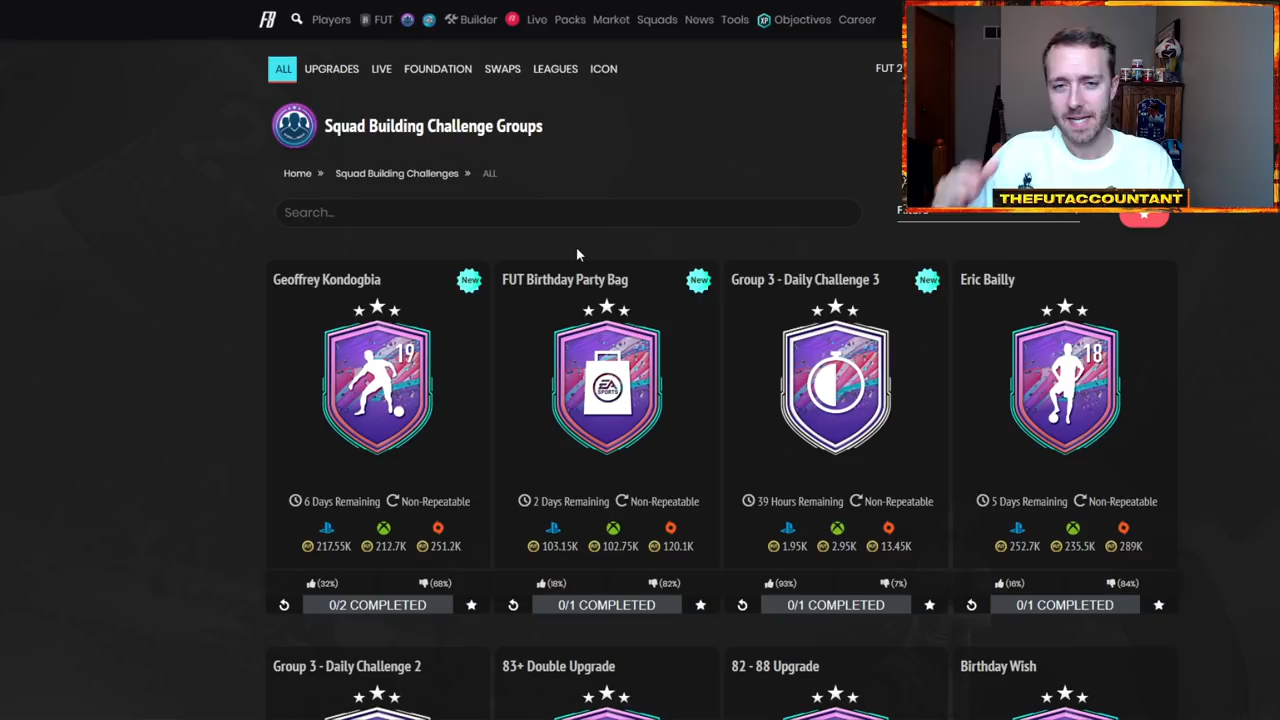 Players FUT Builder Live Packs Market Squads News Tools XP Objectives Career
ALL UPGRADES LIVE FOUNDATION SWAPS LEAGUES ICON FUT 2
Squad Building Challenge Groups
Home » Squad Building Challenges » ALL
THEFUTACCOUNTANT
Search...
Geoffrey Kondogbia New
FUT Birthday Party Bag New
Group 3 - Daily Challenge 3 New
Eric Bailly
19
EA SPORTS
18
6 Days Remaining Non-Repeatable
2 Days Remaining Non-Repeatable
39 Hours Remaining Non-Repeatable
5 Days Remaining Non-Repeatable
217.55K 212.7K 251.2K
103.15K 102.75K 120.1K
1.95K 2.95K 13.45K
252.7K 235.5K 289K
(32%) (68%)
(18%) (82%)
(93%) (7%)
(16%) (84%)
0/2 COMPLETED
0/1 COMPLETED
0/1 COMPLETED
0/1 COMPLETED
Group 3 - Daily Challenge 2
83+ Double Upgrade
82 - 88 Upgrade
Birthday Wish